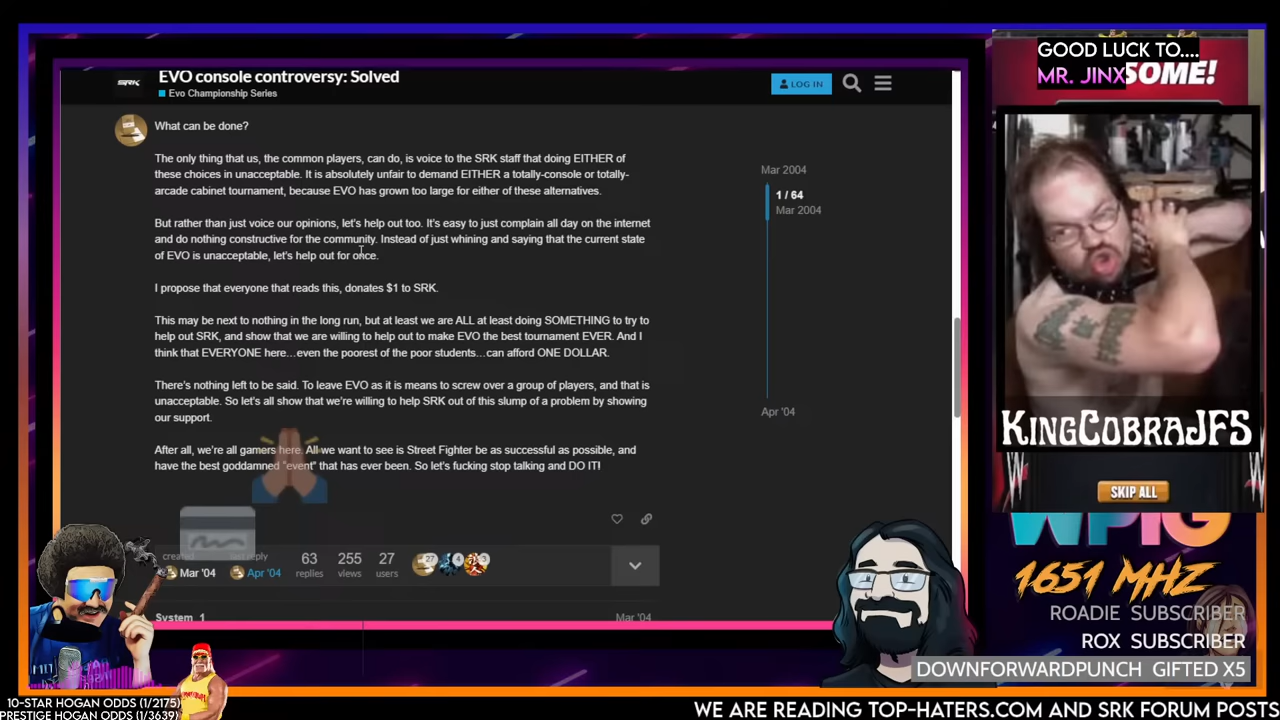 SRK
EVO console controversy: Solved
Evo Championship Series
LOG IN
What can be done?
The only thing that us, the common players, can do, is voice to the SRK staff that doing EITHER of
these choices in unacceptable. It is absolutely unfair to demand EITHER a totally-console or totally-
arcade cabinet tournament, because EVO has grown too large for either of these alternatives.
But rather than just voice our opinions, let's help out too. It's easy to just complain all day on the internet
and do nothing constructive for the community. Instead of just whining and saying that the current state
of EVO is unacceptable, let's help out for once.
I propose that everyone that reads this, donates $1 to SRK.
This may be next to nothing in the long run, but at least we are ALL at least doing SOMETHING to try to
help out SRK, and show that we are willing to help out to make EVO the best tournament EVER. And I
think that EVERYONE here…even the poorest of the poor students…can afford ONE DOLLAR.
There's nothing left to be said. To leave EVO as it is means to screw over a group of players, and that is
unacceptable. So let's all show that we're willing to help SRK out of this slump of a problem by showing
our support.
After all, we're all gamers here. All we want to see is Street Fighter be as successful as possible, and
have the best goddamned "event" that has ever been. So let's fucking stop talking and DO IT!
Mar 2004
1 / 64
Mar 2004
Apr '04
created
last reply
63
255
27
Mar '04
Apr '04
replies
views
users
27
4
3
System_1
Mar '04
GOOD LUCK TO....
MR. JINX
SOME!
KINGCOBRAJFS
SKIP ALL
WPIG
1651 MHZ
ROADIE SUBSCRIBER
ROX SUBSCRIBER
DOWNFORWARDPUNCH GIFTED X5
10-STAR HOGAN ODDS (1/2175)
PRESTIGE HOGAN ODDS (1/3639)
WE ARE READING TOP-HATERS.COM AND SRK FORUM POSTS